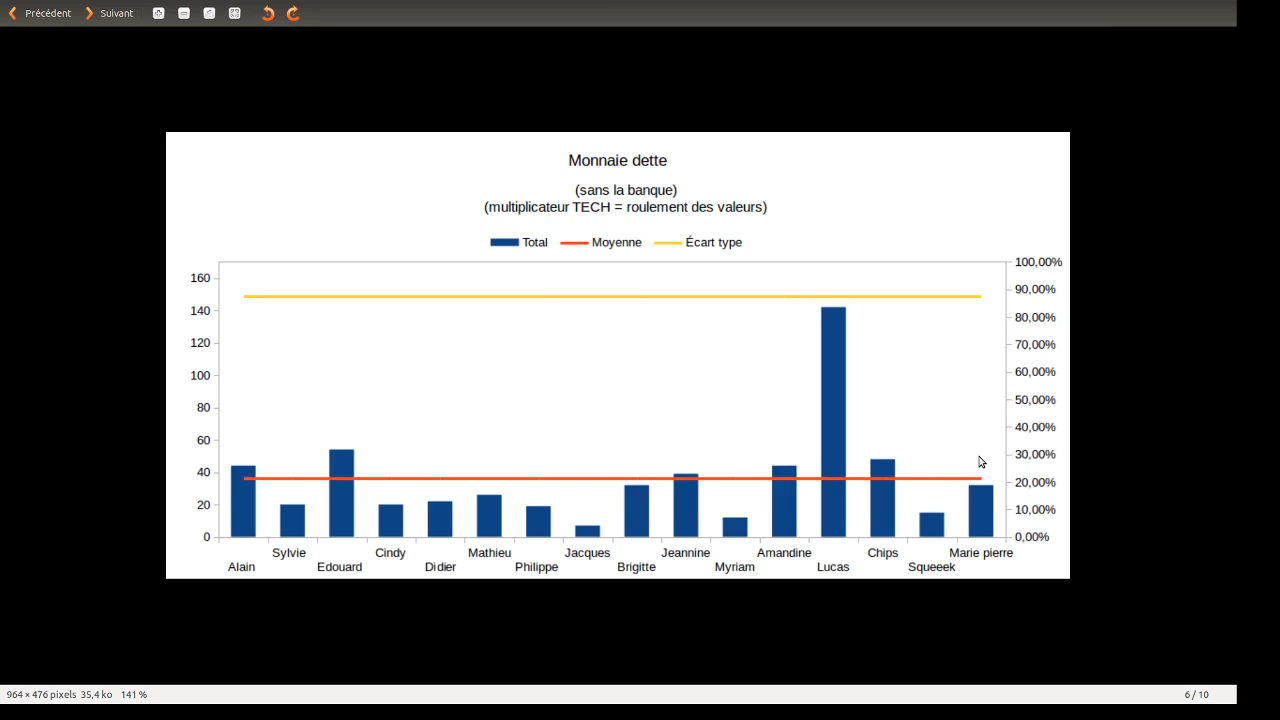 Précédent Suivant
Monnaie dette
(sans la banque)
(multiplicateur TECH = roulement des valeurs)
Total Moyenne Écart type
160
140
120
100
80
60
40
20
0
100,00%
90,00%
80,00%
70,00%
60,00%
50,00%
40,00%
30,00%
20,00%
10,00%
0,00%
Sylvie Cindy Mathieu Jacques Jeannine Amandine Chips Marie pierre
Alain Edouard Didier Philippe Brigitte Myriam Lucas Squeeek
964 × 476 pixels 35,4 ko 141 % 6 / 10